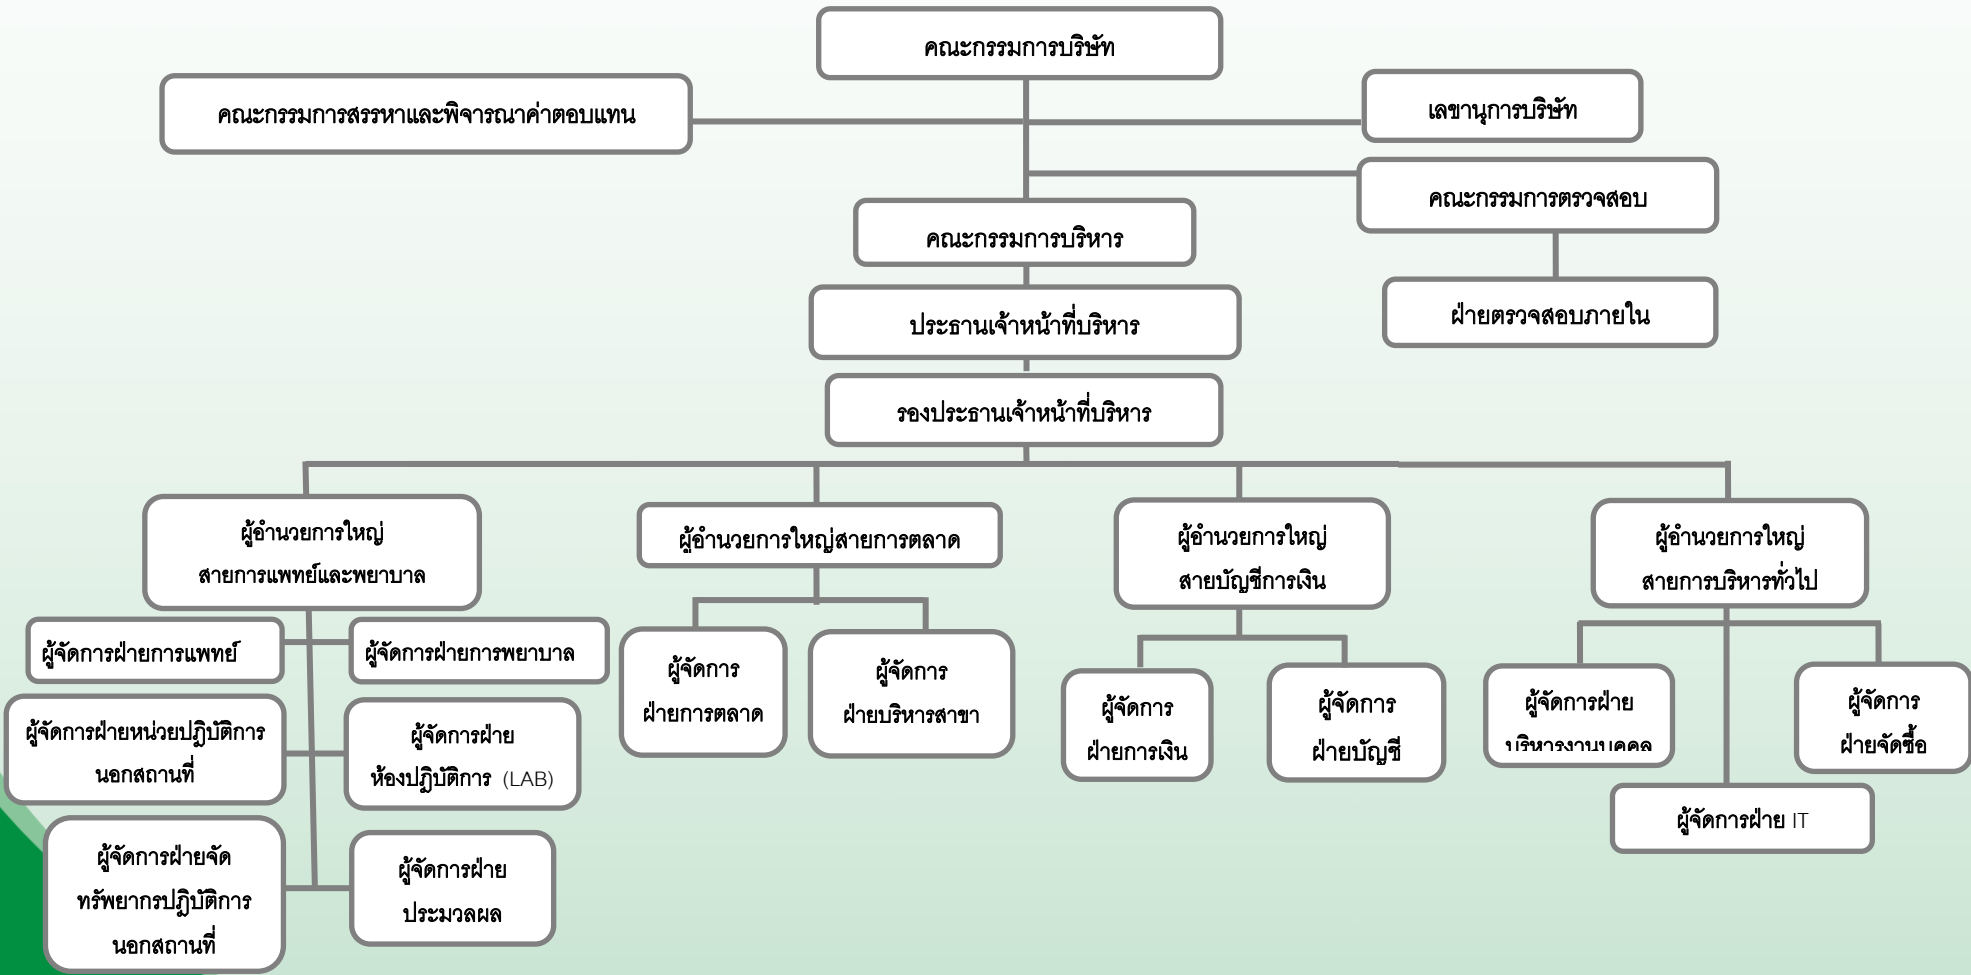 คณะกรรมการบริษัท
คณะกรรมการสรรหาและพิจารณาค่าตอบแทน
เลขานุการบริษัท
คณะกรรมการตรวจสอบ
คณะกรรมการบริหาร
ฝ่ายตรวจสอบภายใน
ประธานเจ้าหน้าที่บริหาร
รองประธานเจ้าหน้าที่บริหาร
ผู้อำนวยการใหญ่
สายการแพทย์และพยาบาล
ผู้อำนวยการใหญ่สายการตลาด
ผู้อำนวยการใหญ่
สายบัญชีการเงิน
ผู้อำนวยการใหญ่
สายการบริหารทั่วไป
ผู้จัดการฝ่ายการแพทย์
ผู้จัดการฝ่ายการพยาบาล
ผู้จัดการฝ่ายหน่วยปฏิบัติการ
นอกสถานที่
ผู้จัดการฝ่าย
ห้องปฏิบัติการ (LAB)
ผู้จัดการฝ่ายจัด
ทรัพยากรปฏิบัติการ
นอกสถานที่
ผู้จัดการฝ่าย
ประมวลผล
ผู้จัดการ
ฝ่ายการตลาด
ผู้จัดการ
ฝ่ายบริหารสาขา
ผู้จัดการ
ฝ่ายการเงิน
ผู้จัดการ
ฝ่ายบัญชี
ผู้จัดการฝ่าย
บริหารงานบุคคล
ผู้จัดการ
ฝ่ายจัดซื้อ
ผู้จัดการฝ่าย IT